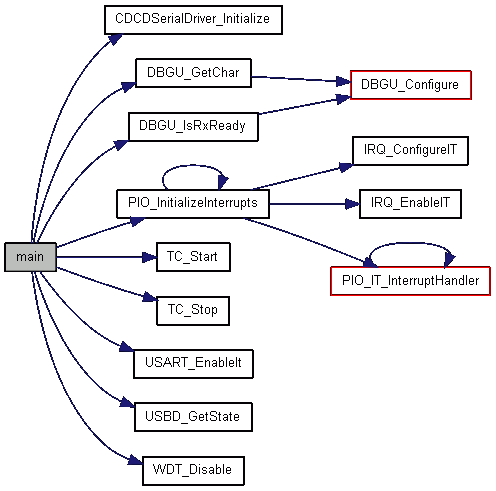 CDCDSerialDriver_Initialize
DBGU_GetChar
DBGU_Configure
DBGU_IsRxReady
IRQ_ConfigureIT
PIO_InitializeInterrupts
IRQ_EnableIT
main
TC_Start
PIO_IT_InterruptHandler
TC_Stop
USART_EnableIt
USBD_GetState
WDT_Disable